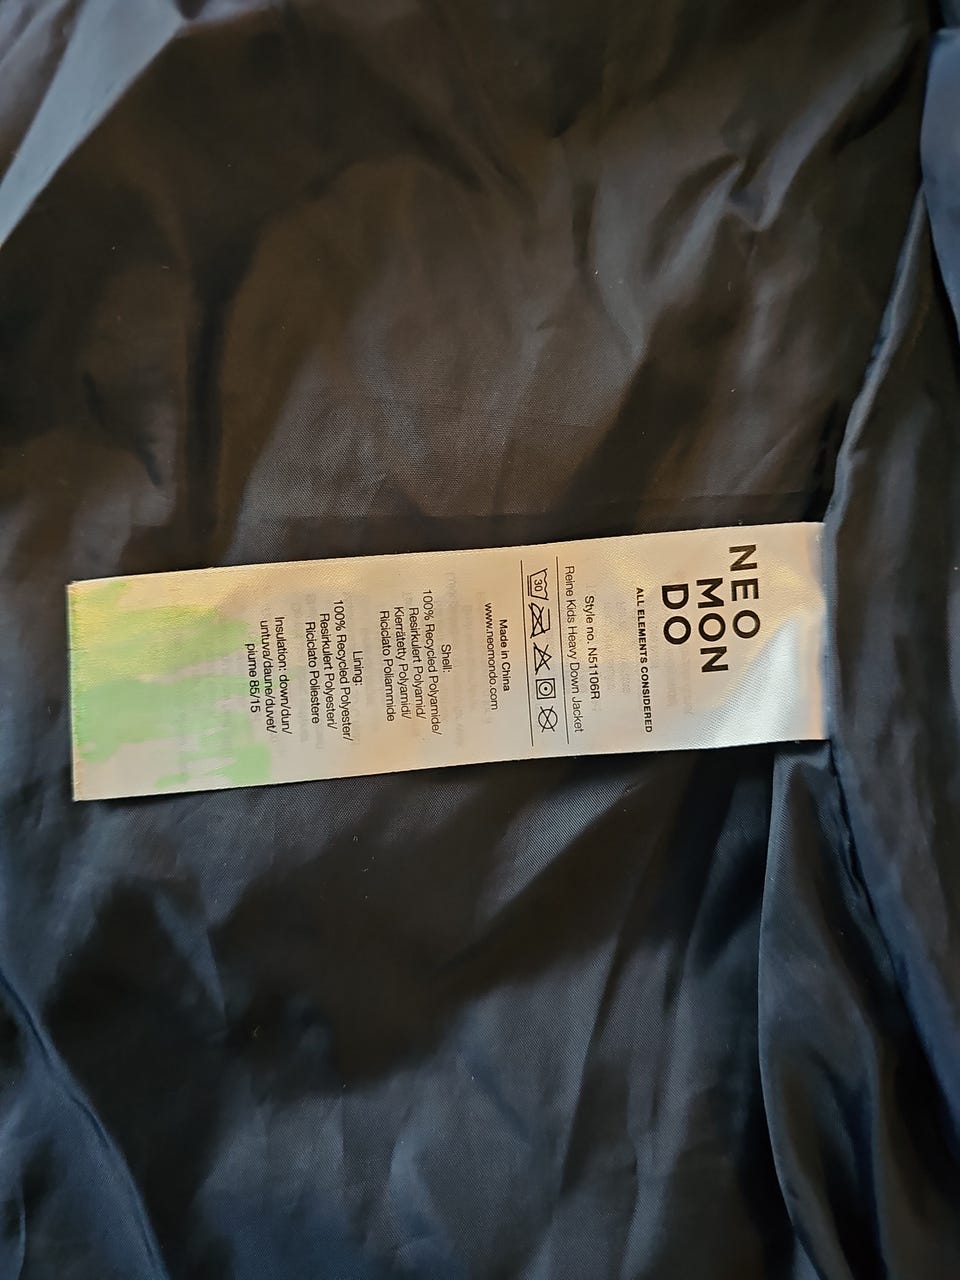 NEO
MON
DO
ALL ELEMENTS CONSIDERED
Style no. N51106R
Reine Kids Heavy Down Jacket
30
Made in China
www.neomondo.com
Shell:
100% Recycled Polyamide/
Resirkulert Polyamid/
Kierrätetty Polyamidi/
Riciclato Poliammide
Lining:
100% Recycled Polyester/
Resirkulert Polyester/
Riciclato Poliestere
Insulation: down/dun/
untuva/daune/duvet/
piume 85/15